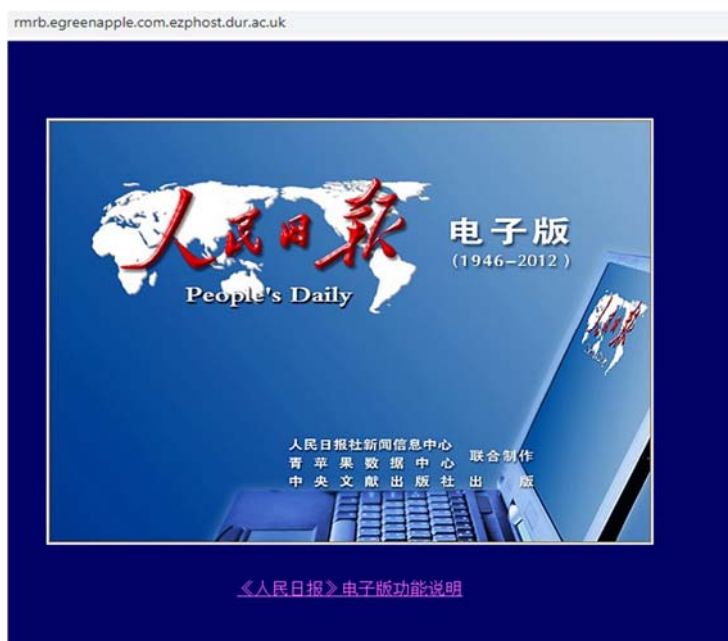 rmrb.egreenapple.com.ezphost.dur.ac.uk
人民日報
People's Daily
电子版
(1946-2012)
人民日报社新闻信息中心
青苹果数据中心 联合制作
中央文献出版社出版
《人民日报》电子版功能说明